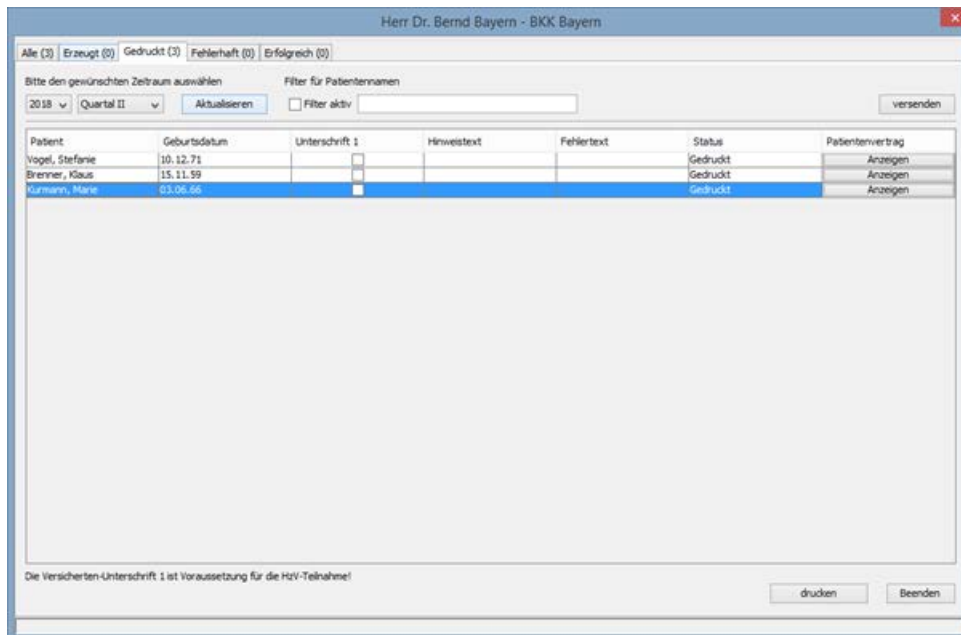 Herr Dr. Bernd Bayern - BKK Bayern
Alle (3) Erzeugt (0) Gedruckt (3) Fehlerhaft (0) Erfolgreich (0)
Bitte den gewünschten Zeitraum auswählen Filter für Patientennamen
2018 Quartal II Aktualisieren Filter aktiv versenden
Patient Geburtsdatum Unterschrift 1 Hinweistext Fehlertext Status Patientenvertrag
Vogel, Stefanie 10.12.71 Gedruckt Anzeigen
Brenner, Klaus 15.11.59 Gedruckt Anzeigen
Kurmann, Marie 03.06.66 Gedruckt Anzeigen
Die Versicherten-Unterschrift 1 ist Voraussetzung für die HzV-Teilnahme!
drucken Beenden